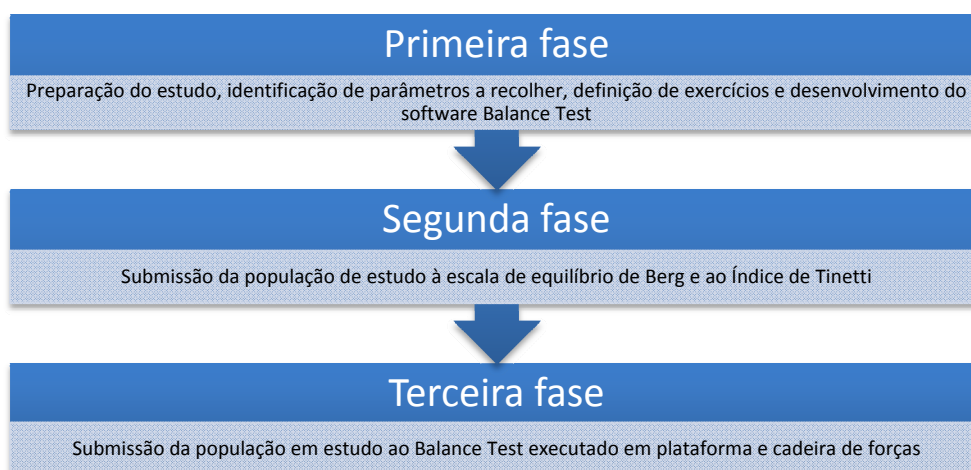 Primeira fase
Preparação do estudo, identificação de parâmetros a recolher, definição de exercícios e desenvolvimento do
software Balance Test
Segunda fase
Submissão da população de estudo à escala de equilíbrio de Berg e ao Índice de Tinetti
Terceira fase
Submissão da população em estudo ao Balance Test executado em plataforma e cadeira de forças